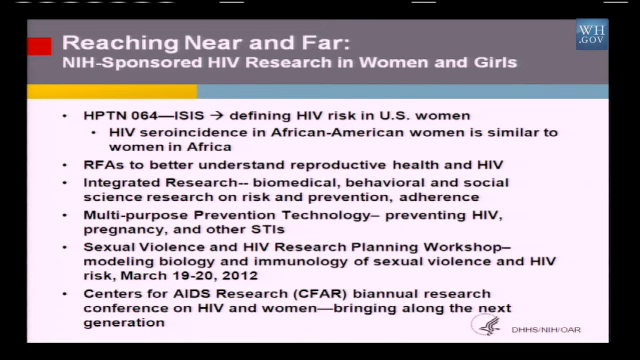 WH
.GOV
Reaching Near and Far:
NIH-Sponsored HIV Research in Women and Girls
• HPTN 064—ISIS → defining HIV risk in U.S. women
• HIV seroincidence in African-American women is similar to
women in Africa
• RFAs to better understand reproductive health and HIV
• Integrated Research-- biomedical, behavioral and social
science research on risk and prevention, adherence
• Multi-purpose Prevention Technology– preventing HIV,
pregnancy, and other STIs
• Sexual Violence and HIV Research Planning Workshop–
modeling biology and immunology of sexual violence and HIV
risk, March 19-20, 2012
• Centers for AIDS Research (CFAR) biannual research
conference on HIV and women—bringing along the next
generation
DHHS/NIH/OAR